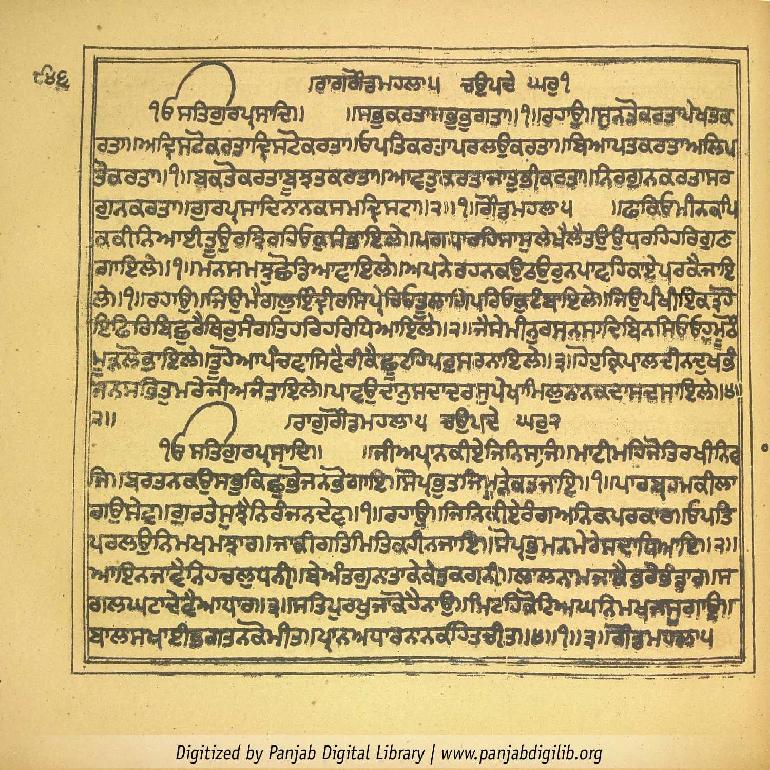 ੮੪੬
ਰਾਗੁਗੋਂਡਮਹਲਾ੫ ਚਉਪਦੇ ਘਰੁ੧
ੴਸਤਿਗੁਰਪ੍ਰਸਾਦਿ॥ ॥ਸਭੁਕਰਤਾਸਭੁਭੁਗਤਾ॥੧॥ਰਹਾਉ॥ਸੁਨਤੋਕਰਤਾਪੇਖਤਕ
ਰਤਾ॥ਅਦ੍ਰਿਸਟੋਕਰਤਾਦ੍ਰਿਸਟੋਕਰਤਾ॥ਓਪਤਿਕਰਤਾਪਰਲਉਕਰਤਾ॥ਬਿਆਪਤਕਰਤਾਅਲਿਪ
ਤੋਕਰਤਾ॥੧॥ਬਕਤੋਕਰਤਾਬੂਝਤਕਰਤਾ॥ਆਵਤੁਕਰਤਾਜਾਤੁਭੀਕਰਤਾ॥ਨਿਰਗੁਨਕਰਤਾਸਰ
ਗੁਨਕਰਤਾ॥ਗੁਰਪ੍ਰਸਾਦਿਨਾਨਕਸਮਦ੍ਰਿਸਟਾ॥੨॥੧॥ਗੋਂਡਮਹਲਾ੫ ॥ਫਾਕਿਓਮੀਨਕਪਿ
ਕਕੀਨਿਆਈਤੂਉਰਝਿਰਹਿਓਕੁਸੰਭਾਇਲੇ॥ਪਗਧਾਰਹਿਸਾਸੁਲੇਖੈਲੈਤਉਉਧਰਹਿਹਰਿਗੁਣ
ਗਾਇਲੇ॥੧॥ਮਨਸਮਝੁਛੋਡਿਆਵਾਇਲੇ॥ਅਪਨੇਰਹਨਕਉਠਉਰੁਨਪਾਵਹਿਕਾਏਪਰਕੈਜਾਇ
ਲੇ॥੧॥ਰਹਾਉ॥ਜਿਉਮੈਗਲੁਇੰਦ੍ਰੀਰਸਿਪ੍ਰੇਰਿਓਤੂਲਾਗਿਪਰਿਓਕੁਟੰਬਾਇਲੇ॥ਜਿਉਪੰਖੀਇਕਤ੍ਰਹੋ
ਇਫਿਰਿਬਿਛੁਰੈਥਿਰੁਸੰਗਤਿਹਰਿਹਰਿਧਿਆਇਲੇ॥੨॥ਜੈਸੇਮੀਨੁਰਸਨਸਾਦਿਬਿਨਸਿਓਓਹੁਮੂਠੌ
ਮੂੜਲੋਭਾਇਲੇ॥ਤੂਹੋਆਪੰਚਵਾਸਿਵੈਰੀਕੈਛੂਟਹਿਪਰੁਸਰਨਾਇਲੇ॥੩॥ਹੋਹੁਕ੍ਰਿਪਾਲਦੀਨਦੁਖਭੰ
ਜਨਸਭਿਤੁਮਰੇਜੀਅਜੰਤਾਇਲੇ॥ਪਾਵਉਦਾਨੁਸਦਾਦਰਸੁਪੇਖਾਮਿਲੁਨਾਨਕਦਾਸਦਸਾਇਲੇ॥੪॥
੨॥ ਰਾਗੁਗੋਂਡਮਹਲਾ੫ ਚਉਪਦੇ ਘਰੁ੨
ੴਸਤਿਗੁਰਪ੍ਰਸਾਦਿ॥ ॥ਜੀਅਪ੍ਰਾਨਕੀਏਜਿਨਿਸਾਜਿ॥ਮਾਟੀਮਹਿਜੋਤਿਰਖੀਨਿਵਾ
ਜਿ॥ਬਰਤਨਕਉਸਭੁਕਿਛੁਭੋਜਨਭੋਗਾਇ॥ਸੋਪ੍ਰਭੁਤਜਿਮੂੜੇਕਤਜਾਇ॥੧॥ਪਾਰਬ੍ਰਹਮਕੀਲਾ
ਗਉਸੇਵ॥ਗੁਰਤੇਸੁਝੈਨਿਰੰਜਨਦੇਵ॥੧॥ਰਹਾਉ॥ਜਿਨਿਕੀਏਰੰਗਅਨਿਕਪਰਕਾਰ॥ਓਪਤਿ
ਪਰਲਉਨਿਮਖਮਝਾਰ॥ਜਾਕੀਗਤਿਮਿਤਿਕਹੀਨਜਾਇ॥ਸੋਪ੍ਰਭੁਮਨਮੇਰੇਸਦਾਧਿਆਇ॥੨॥
ਆਇਨਜਾਵੈਨਿਹਚਲੁਧਨੀ॥ਬੇਅੰਤਗੁਨਤਾਕੇਕੇਤਕਗਨੀ॥ਲਾਲਨਾਮਜਾਕੈਭਰੇਭੰਡਾਰ॥ਸ
ਗਲਘਟਾਦੇਵੈਆਧਾਰ॥੩॥ਸਤਿਪੁਰਖੁਜਾਕੋਹੈਨਾਉ॥ਮਿਟਹਿਕੋਟਿਅਘਨਿਮਖਜਸੁਗਾਉ॥
ਬਾਲਸਖਾਈਭਗਤਨਕੋਮੀਤ॥ਪ੍ਰਾਨਅਧਾਰਨਾਨਕਹਿਤਚੀਤ॥੪॥੧॥੩॥ਗੋਂਡਮਹਲਾ੫
Digitized by Panjab Digital Library | www.panjabdigilib.org